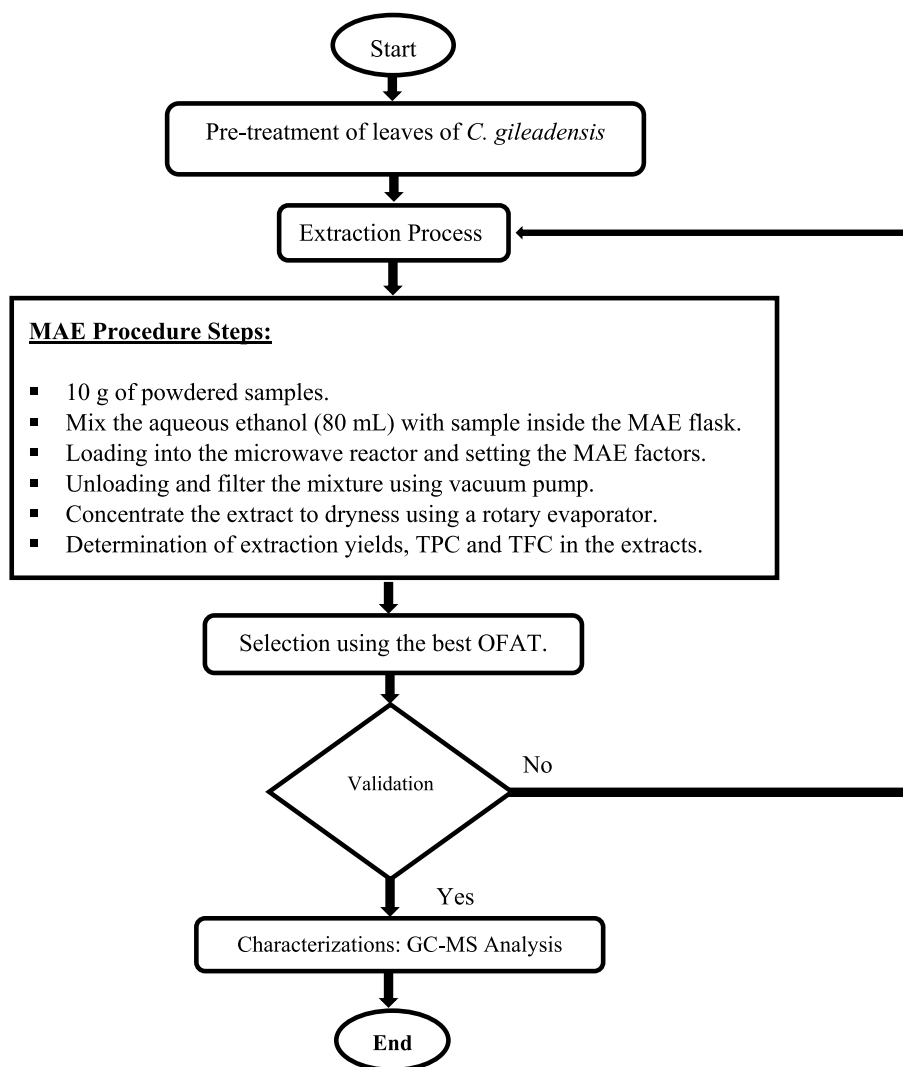 Start
Pre-treatment of leaves of C. gileadensis
Extraction Process
MAE Procedure Steps:
▪ 10 g of powdered samples.
▪ Mix the aqueous ethanol (80 mL) with sample inside the MAE flask.
▪ Loading into the microwave reactor and setting the MAE factors.
▪ Unloading and filter the mixture using vacuum pump.
▪ Concentrate the extract to dryness using a rotary evaporator.
▪ Determination of extraction yields, TPC and TFC in the extracts.
Selection using the best OFAT.
Validation
No
Yes
Characterizations: GC-MS Analysis
End